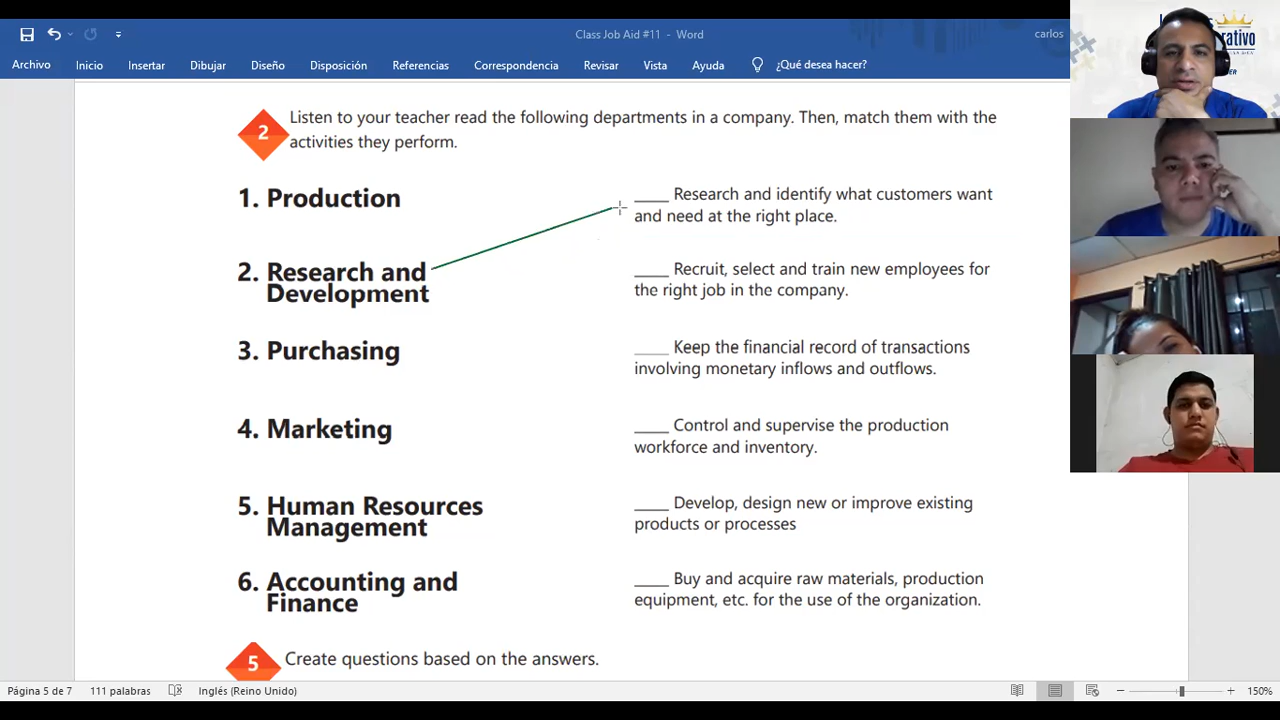 Class Job Aid #11 - Word
carlos
Archivo Inicio Insertar Dibujar Diseño Disposición Referencias Correspondencia Revisar Vista Ayuda ¿Qué desea hacer?
2 Listen to your teacher read the following departments in a company. Then, match them with the
activities they perform.
1. Production
____ Research and identify what customers want
and need at the right place.
2. Research and
Development
____ Recruit, select and train new employees for
the right job in the company.
3. Purchasing
____ Keep the financial record of transactions
involving monetary inflows and outflows.
4. Marketing
____ Control and supervise the production
workforce and inventory.
5. Human Resources
Management
____ Develop, design new or improve existing
products or processes
6. Accounting and
Finance
____ Buy and acquire raw materials, production
equipment, etc. for the use of the organization.
5 Create questions based on the answers.
Página 5 de 7 111 palabras Inglés (Reino Unido) 150%